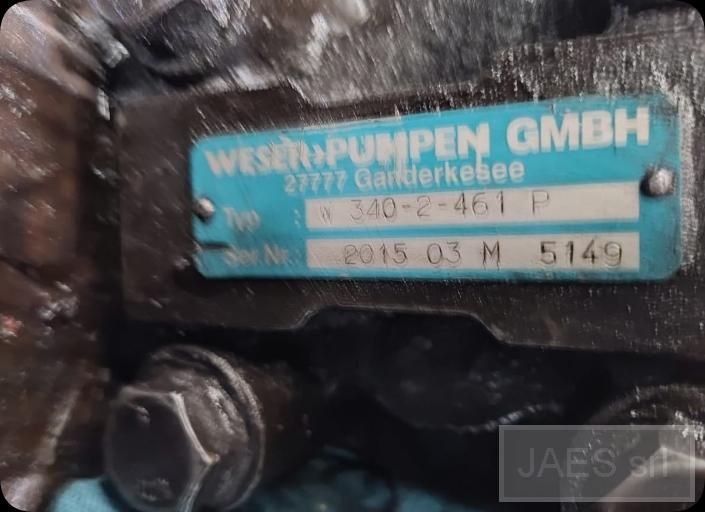 WESER-PUMPEN GMBH
27777 Ganderkesee
Typ : W 340-2-461 P
Ser.Nr.: 2015 03 M 5149
JAES srl